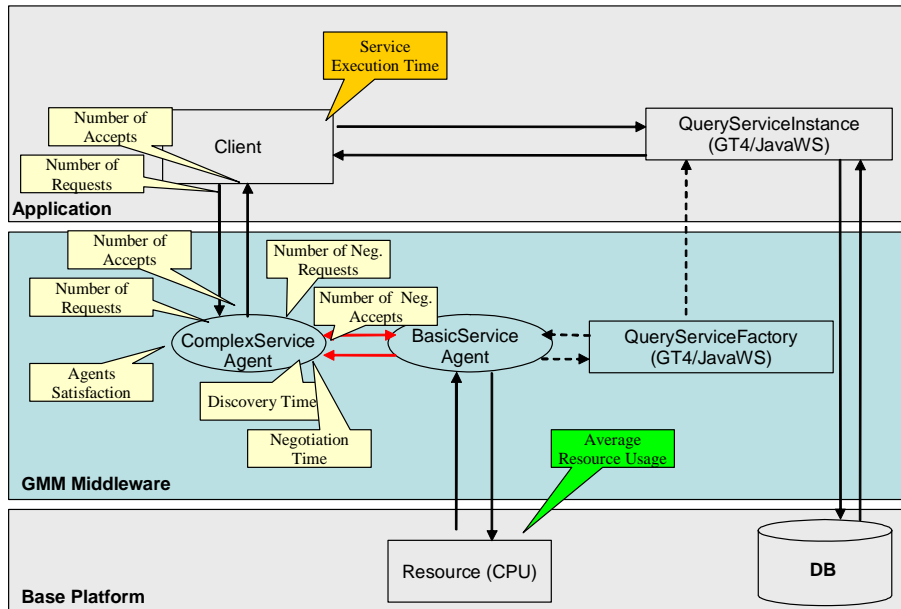 Service
Execution Time
Number of
Accepts
Client
QueryServiceInstance
(GT4/JavaWS)
Number of
Requests
Application
Number of
Accepts
Number of Neg.
Requests
Number of
Requests
Number of Neg.
Accepts
ComplexService
Agent
BasicService
Agent
QueryServiceFactory
(GT4/JavaWS)
Agents
Satisfaction
Discovery Time
Negotiation
Time
Average
Resource Usage
GMM Middleware
Resource (CPU)
DB
Base Platform